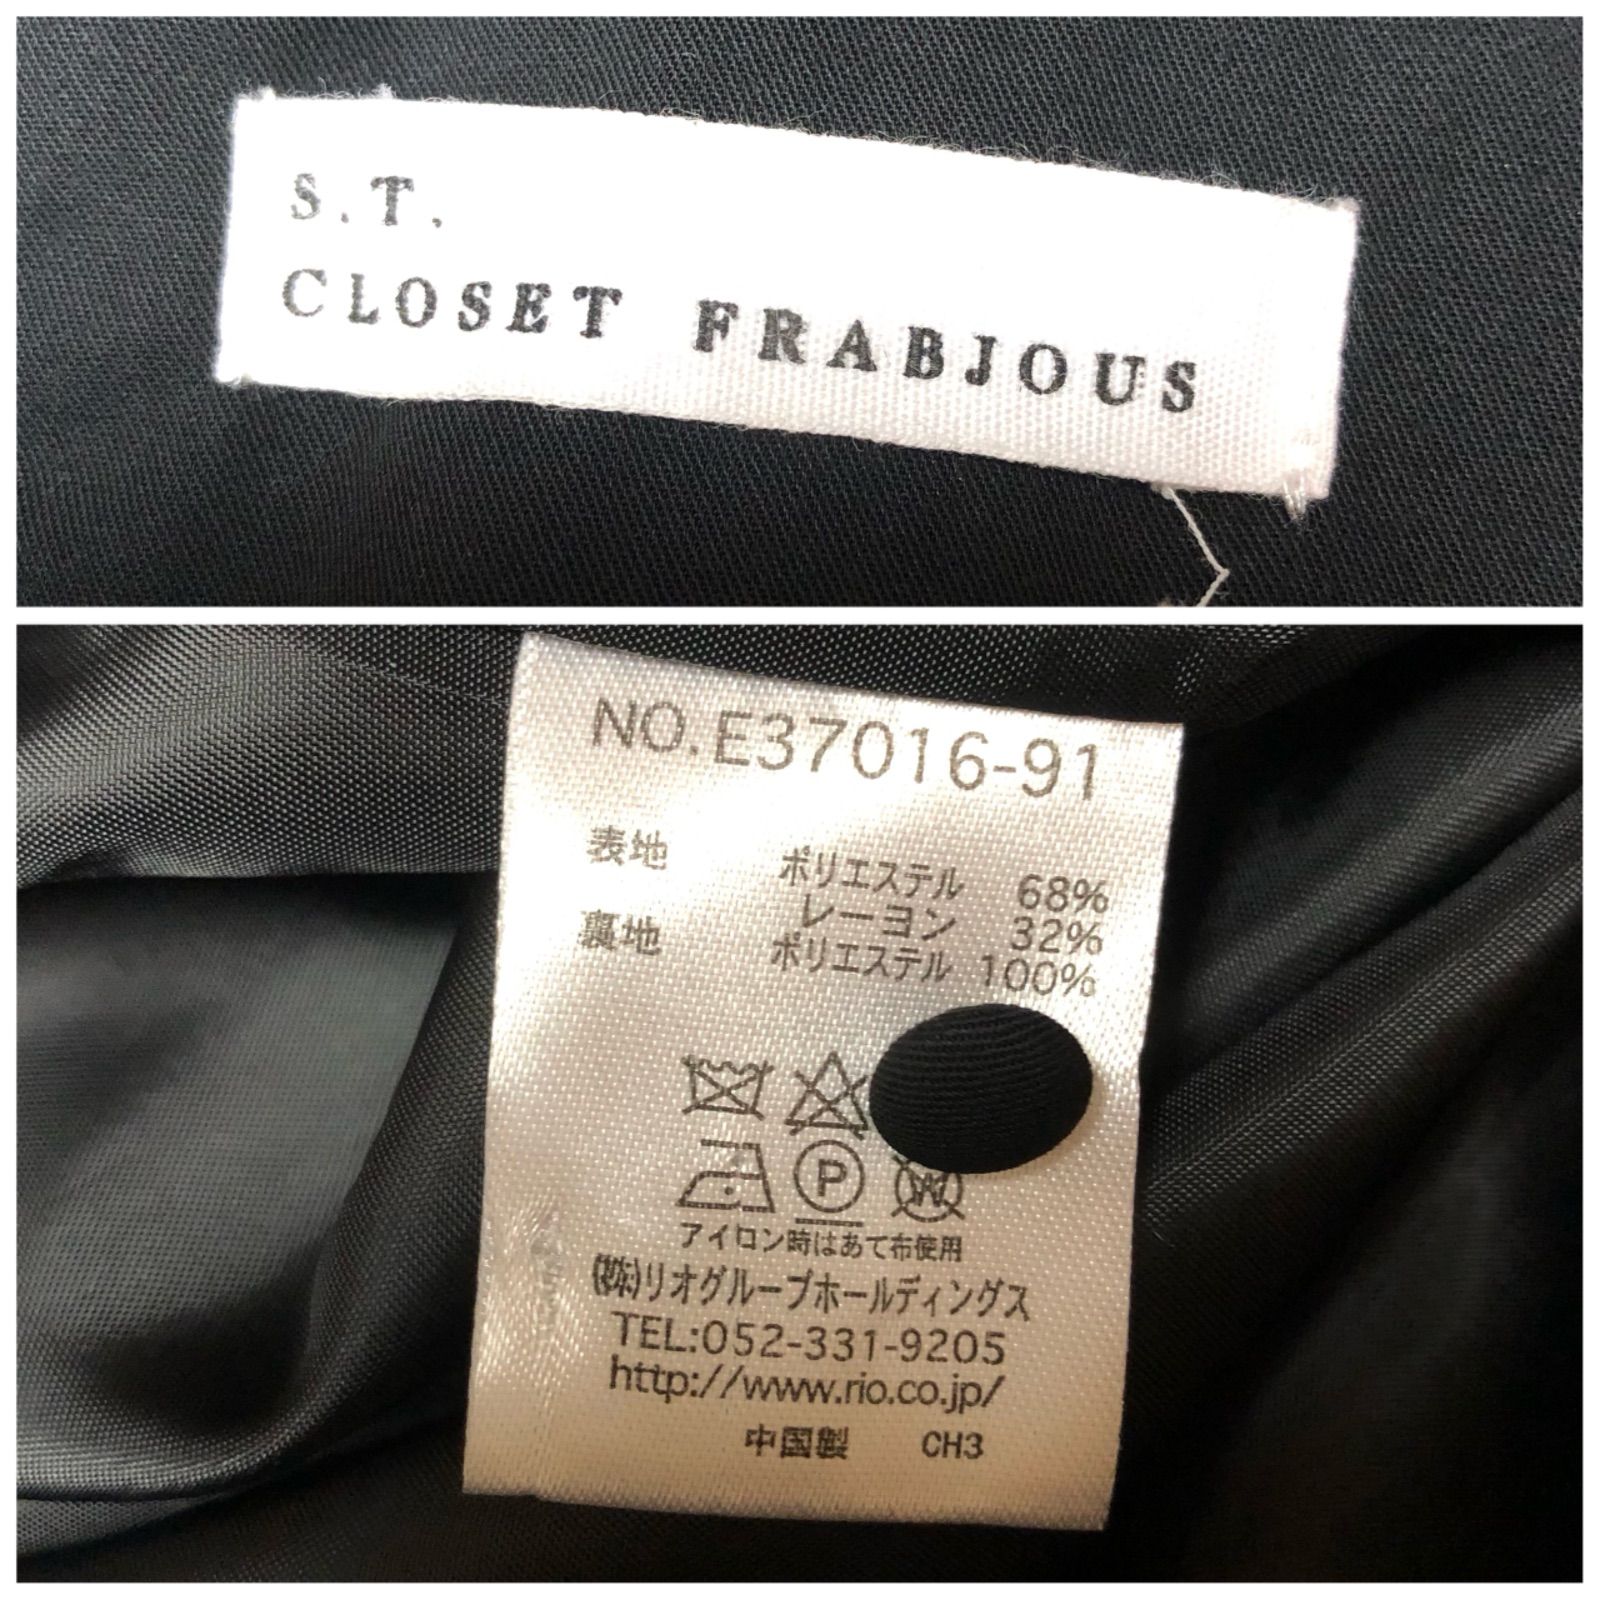 S.T.
CLOSET FRABJOUS
NO.E37016-91
表地 ポリエステル 68%
レーヨン 32%
裏地 ポリエステル 100%
P W
アイロン時はあて布使用
(株)リオグループホールディングス
TEL:052-331-9205
http://www.rio.co.jp/
中国製 CH3